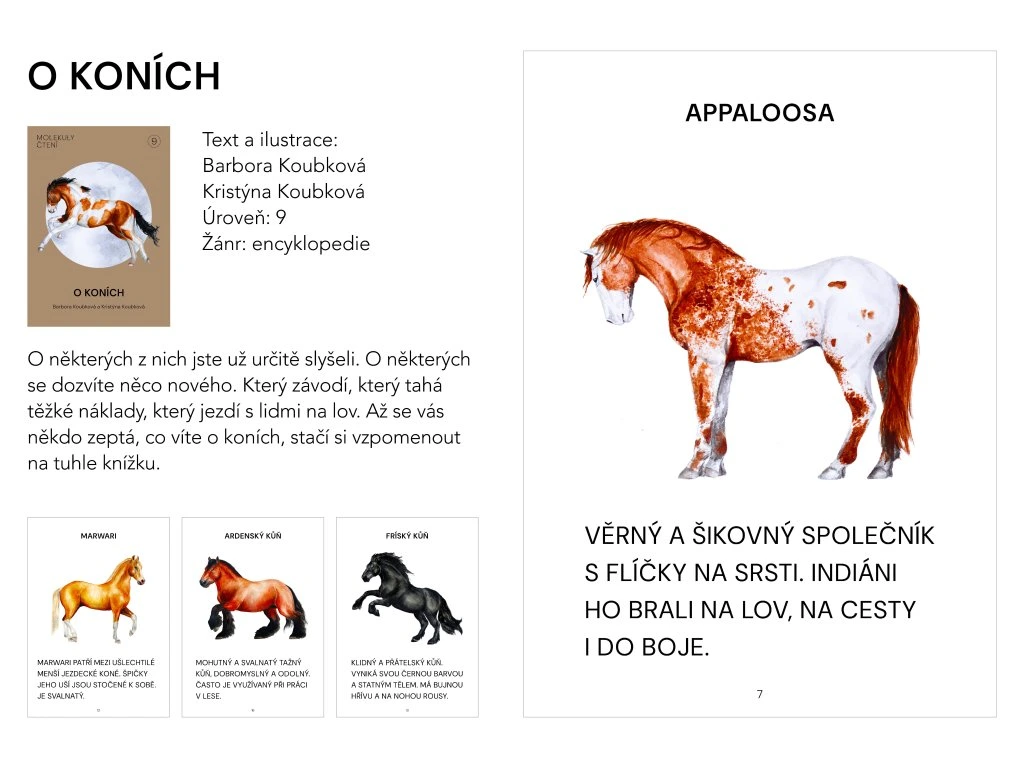 O KONÍCH
MOLEKULY
ČTENÍ
9
O KONÍCH
Barbora Koubková a Kristýna Koubková
Text a ilustrace:
Barbora Koubková
Kristýna Koubková
Úroveň: 9
Žánr: encyklopedie
O některých z nich jste už určitě slyšeli. O některých
se dozvíte něco nového. Který závodí, který tahá
těžké náklady, který jezdí s lidmi na lov. Až se vás
někdo zeptá, co víte o koních, stačí si vzpomenout
na tuhle knížku.
MARWARI
MARWARI PATŘÍ MEZI UŠLECHTILÉ
MENŠÍ JEZDECKÉ KONĚ. ŠPIČKY
JEHO UŠÍ JSOU STOČENÉ K SOBĚ.
JE SVALNATÝ.
ARDENSKÝ KŮŇ
MOHUTNÝ A SVALNATÝ TAŽNÝ
KŮŇ, DOBROMYSLNÝ A ODOLNÝ.
ČASTO JE VYUŽÍVANÝ PŘI PRÁCI
V LESE.
FRÍSKÝ KŮŇ
KLIDNÝ A PŘÁTELSKÝ KŮŇ.
VYNIKÁ SVOU ČERNOU BARVOU
A STATNÝM TĚLEM. MÁ BUJNOU
HŘÍVU A NA NOHOU ROUSY.
APPALOOSA
VĚRNÝ A ŠIKOVNÝ SPOLEČNÍK
S FLÍČKY NA SRSTI. INDIÁNI
HO BRALI NA LOV, NA CESTY
I DO BOJE.
7